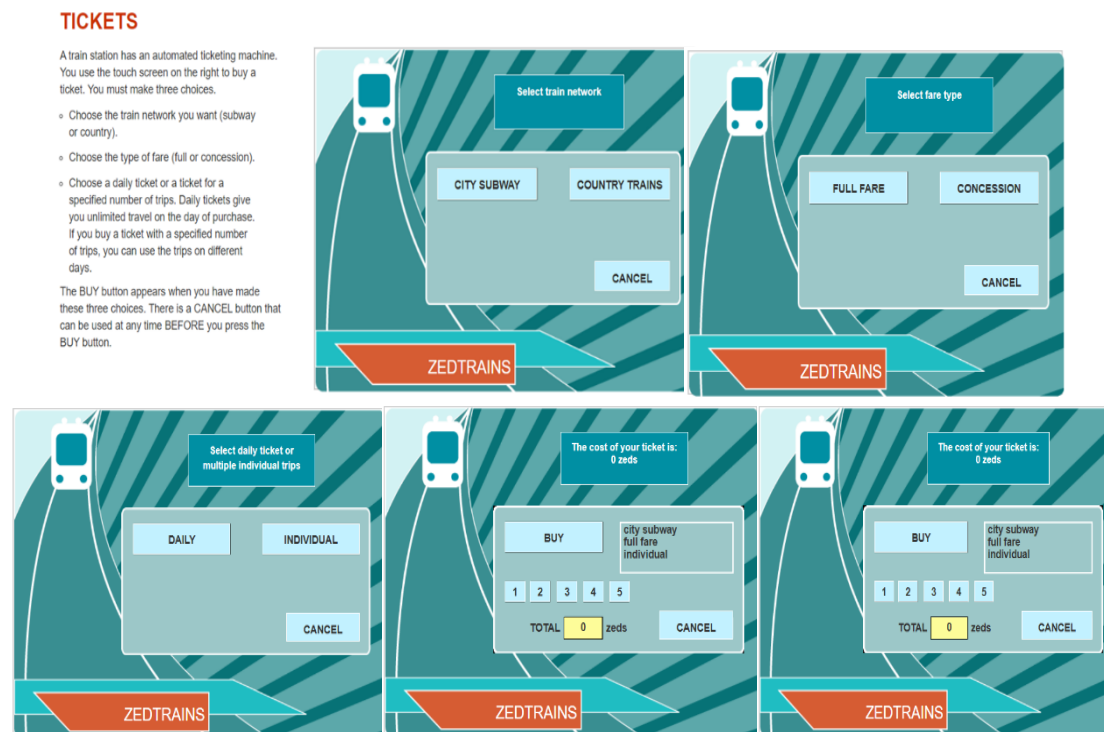 TICKETS
A train station has an automated ticketing machine.
You use the touch screen on the right to buy a
ticket. You must make three choices.
Choose the train network you want (subway
or country).
Choose the type of fare (full or concession).
Choose a daily ticket or a ticket for a
specified number of trips. Daily tickets give
you unlimited travel on the day of purchase.
If you buy a ticket with a specified number
of trips, you can use the trips on different
days.
The BUY button appears when you have made
these three choices. There is a CANCEL button that
can be used at any time BEFORE you press the
BUY button.
Select train network
CITY SUBWAY COUNTRY TRAINS
CANCEL
ZEDTRAINS
Select fare type
FULL FARE CONCESSION
CANCEL
ZEDTRAINS
Select daily ticket or
multiple individual trips
DAILY INDIVIDUAL
CANCEL
ZEDTRAINS
The cost of your ticket is:
0 zeds
BUY
city subway
full fare
individual
1 2 3 4 5
TOTAL 0 zeds CANCEL
ZEDTRAINS
The cost of your ticket is:
0 zeds
BUY
city subway
full fare
individual
1 2 3 4 5
TOTAL 0 zeds CANCEL
ZEDTRAINS